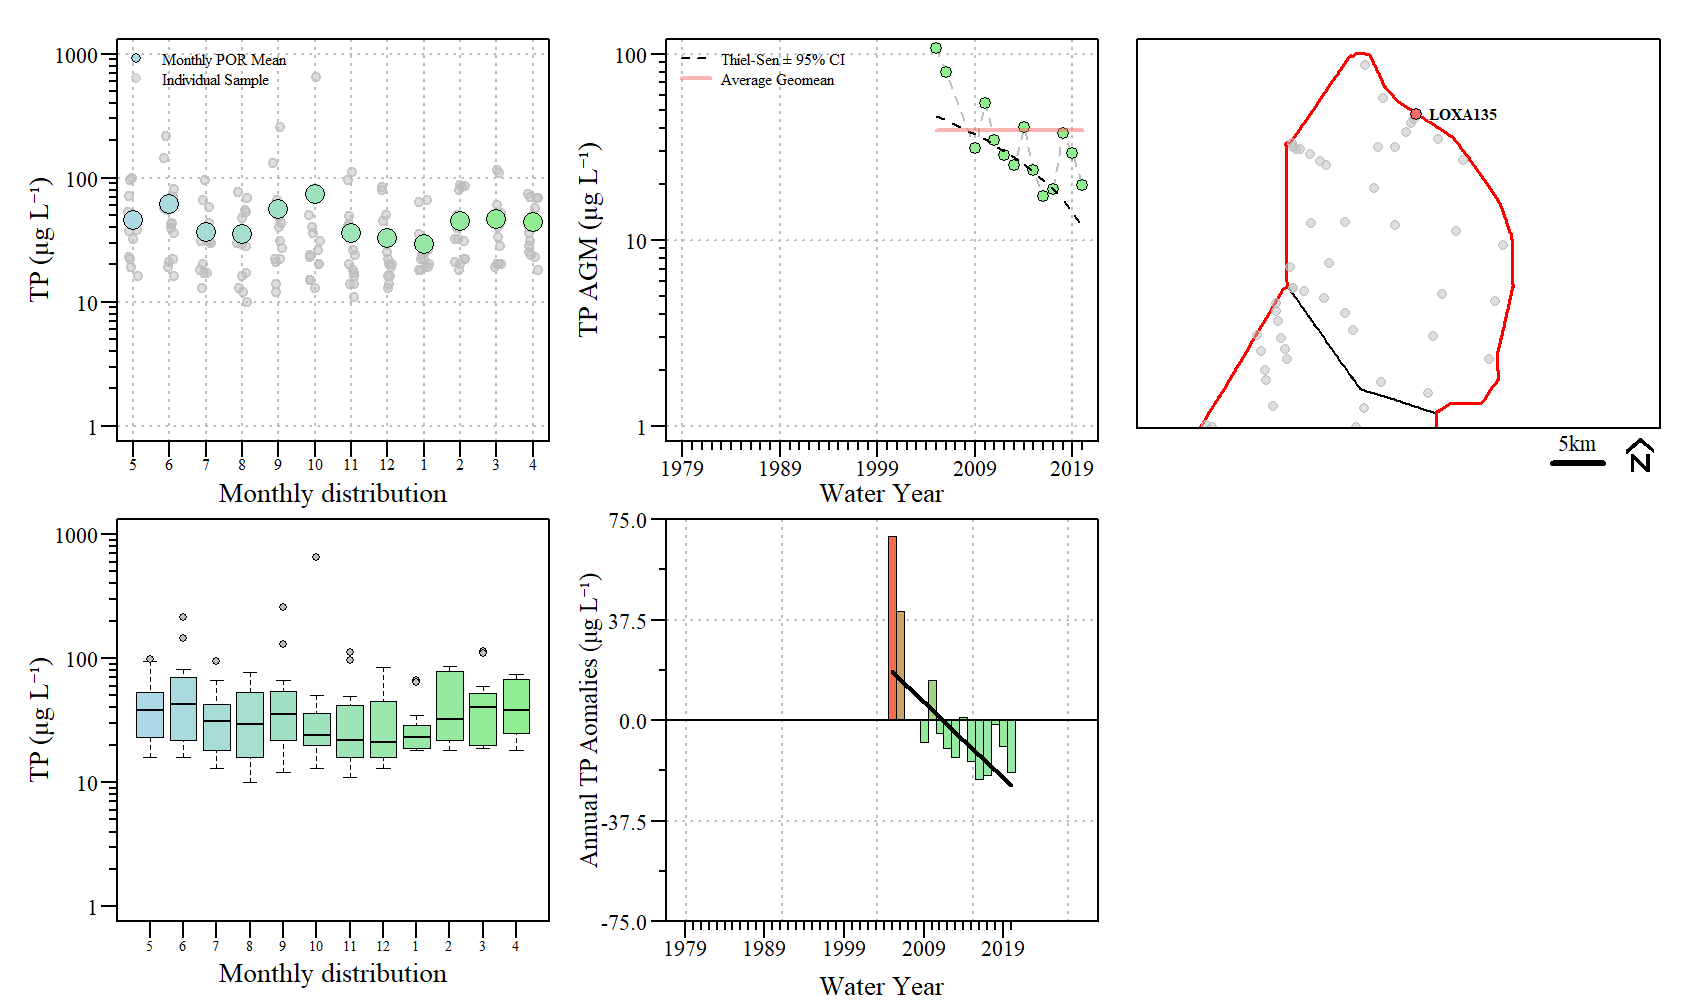 1000
100
10
1
TP (µg L⁻¹)
Monthly POR Mean
Individual Sample
5 6 7 8 9 10 11 12 1 2 3 4
Monthly distribution
100
10
1
TP AGM (µg L⁻¹)
Thiel-Sen ± 95% CI
Average Geomean
1979 1989 1999 2009 2019
Water Year
LOXA135
5km
N
1000
100
10
1
TP (µg L⁻¹)
5 6 7 8 9 10 11 12 1 2 3 4
Monthly distribution
75.0
37.5
0.0
-37.5
-75.0
Annual TP Aomalies (µg L⁻¹)
1979 1989 1999 2009 2019
Water Year